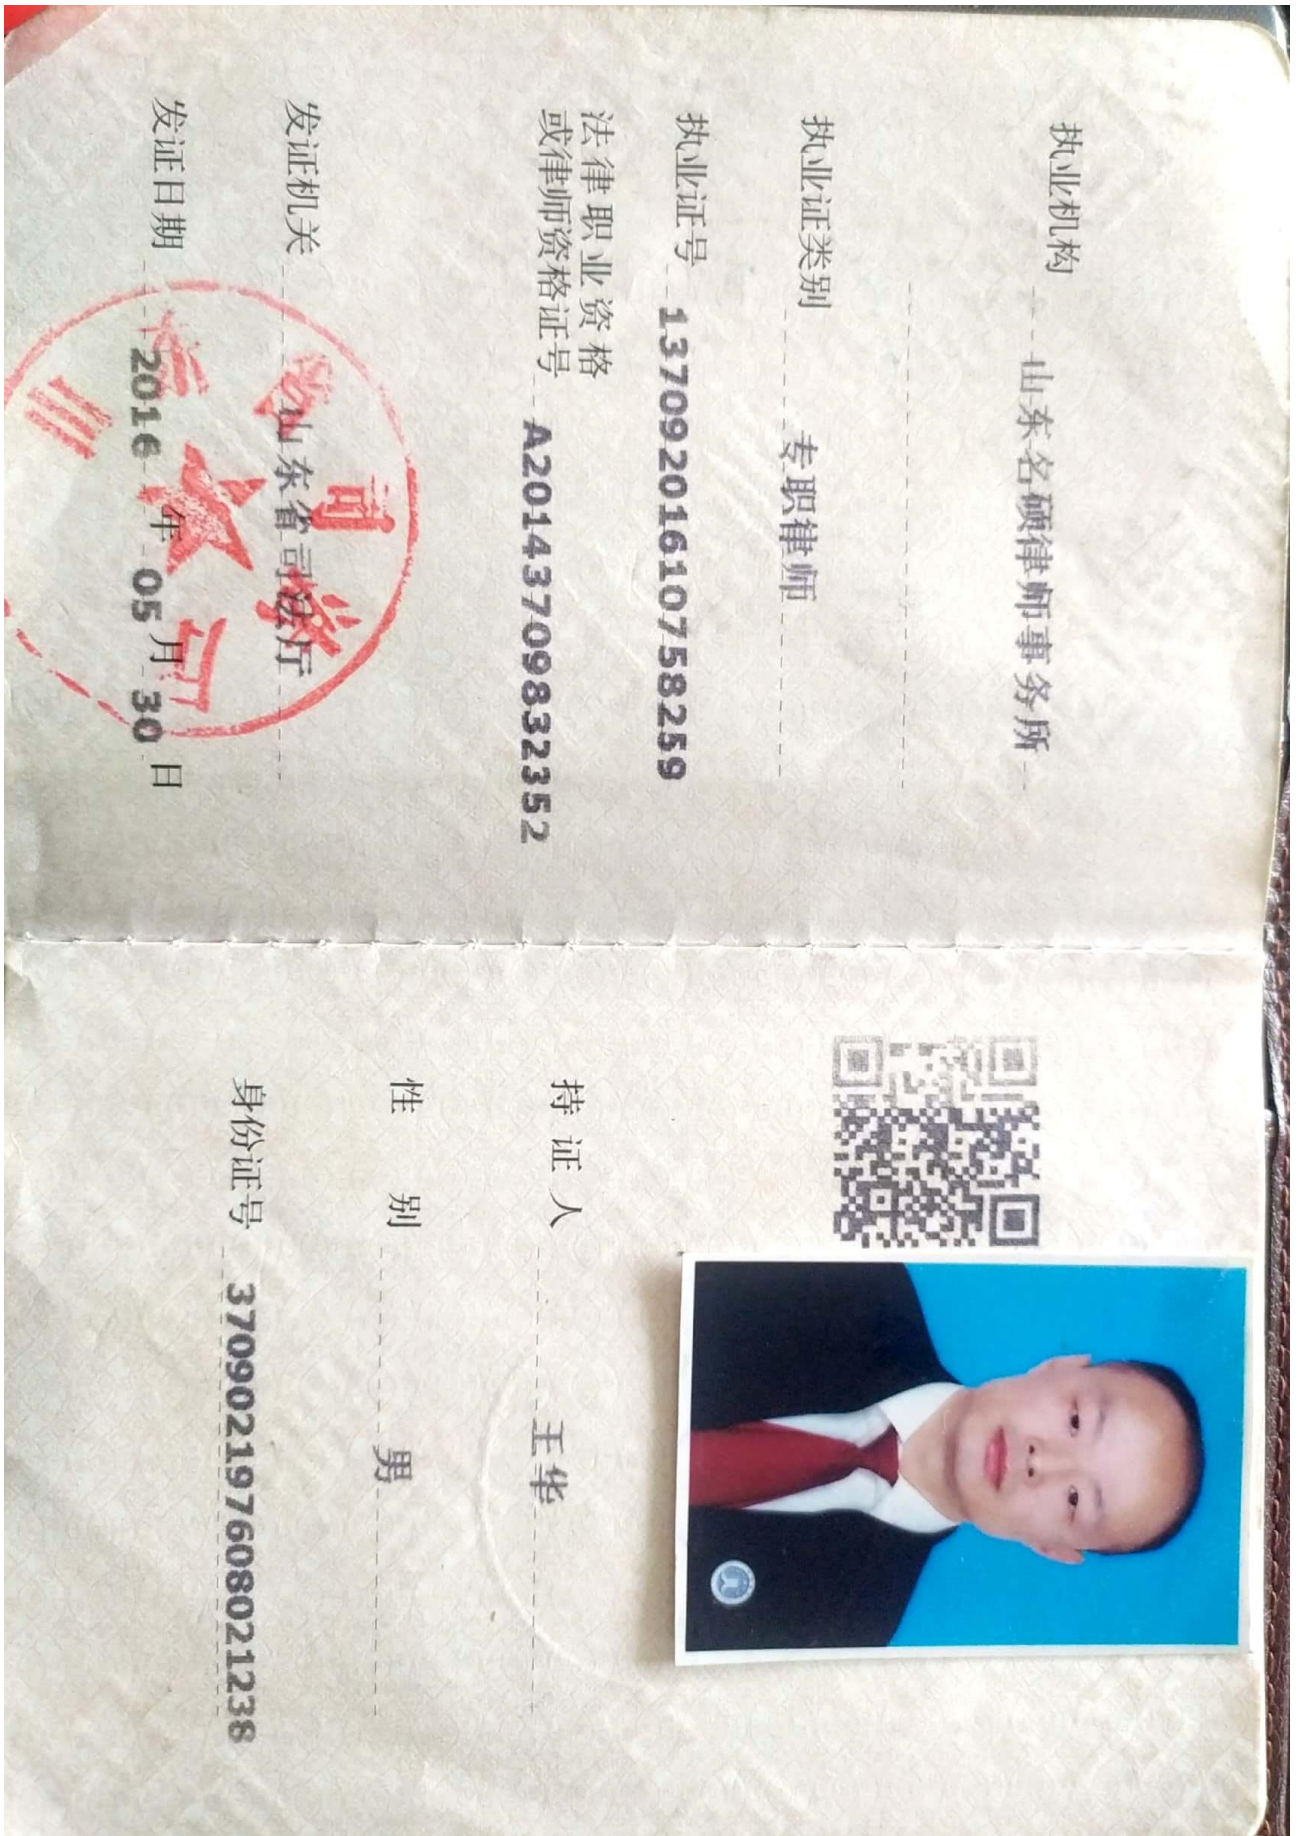 执业机构 山东名硕律师事务所
执业证类别 专职律师
执业证号 13709201610758259
法律职业资格
或律师资格证号 A20143709832352
发证机关 山东省司法厅
发证日期 2016 年 05 月 30 日
持证人 王华
性别 男
身份证号 370902197608021238